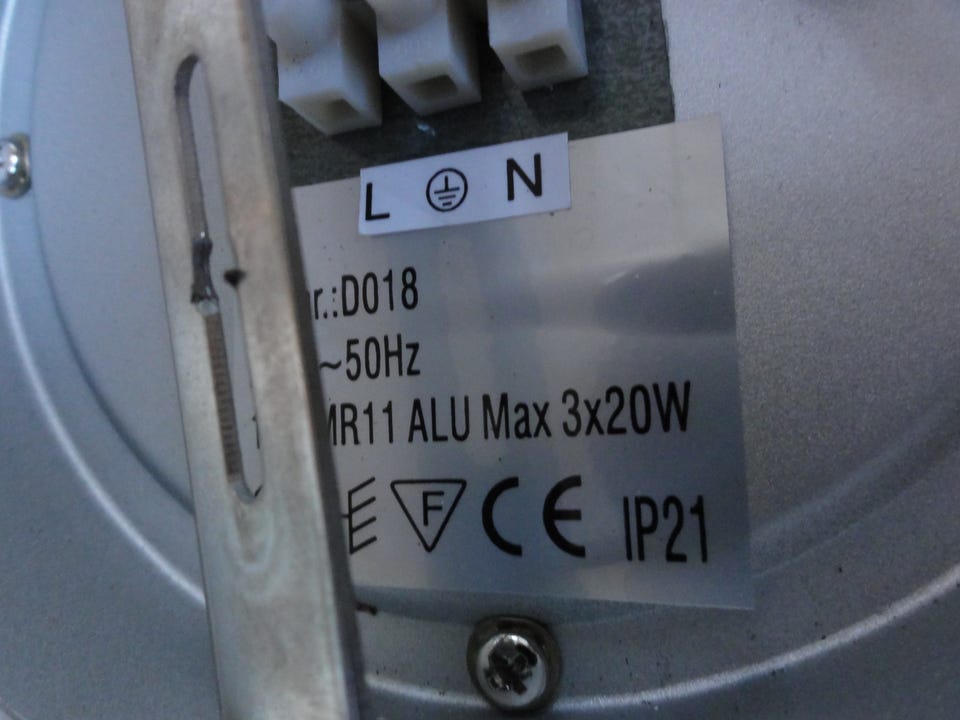 L N
r.:D018
~50Hz
MR11 ALU Max 3x20W
F CE IP21